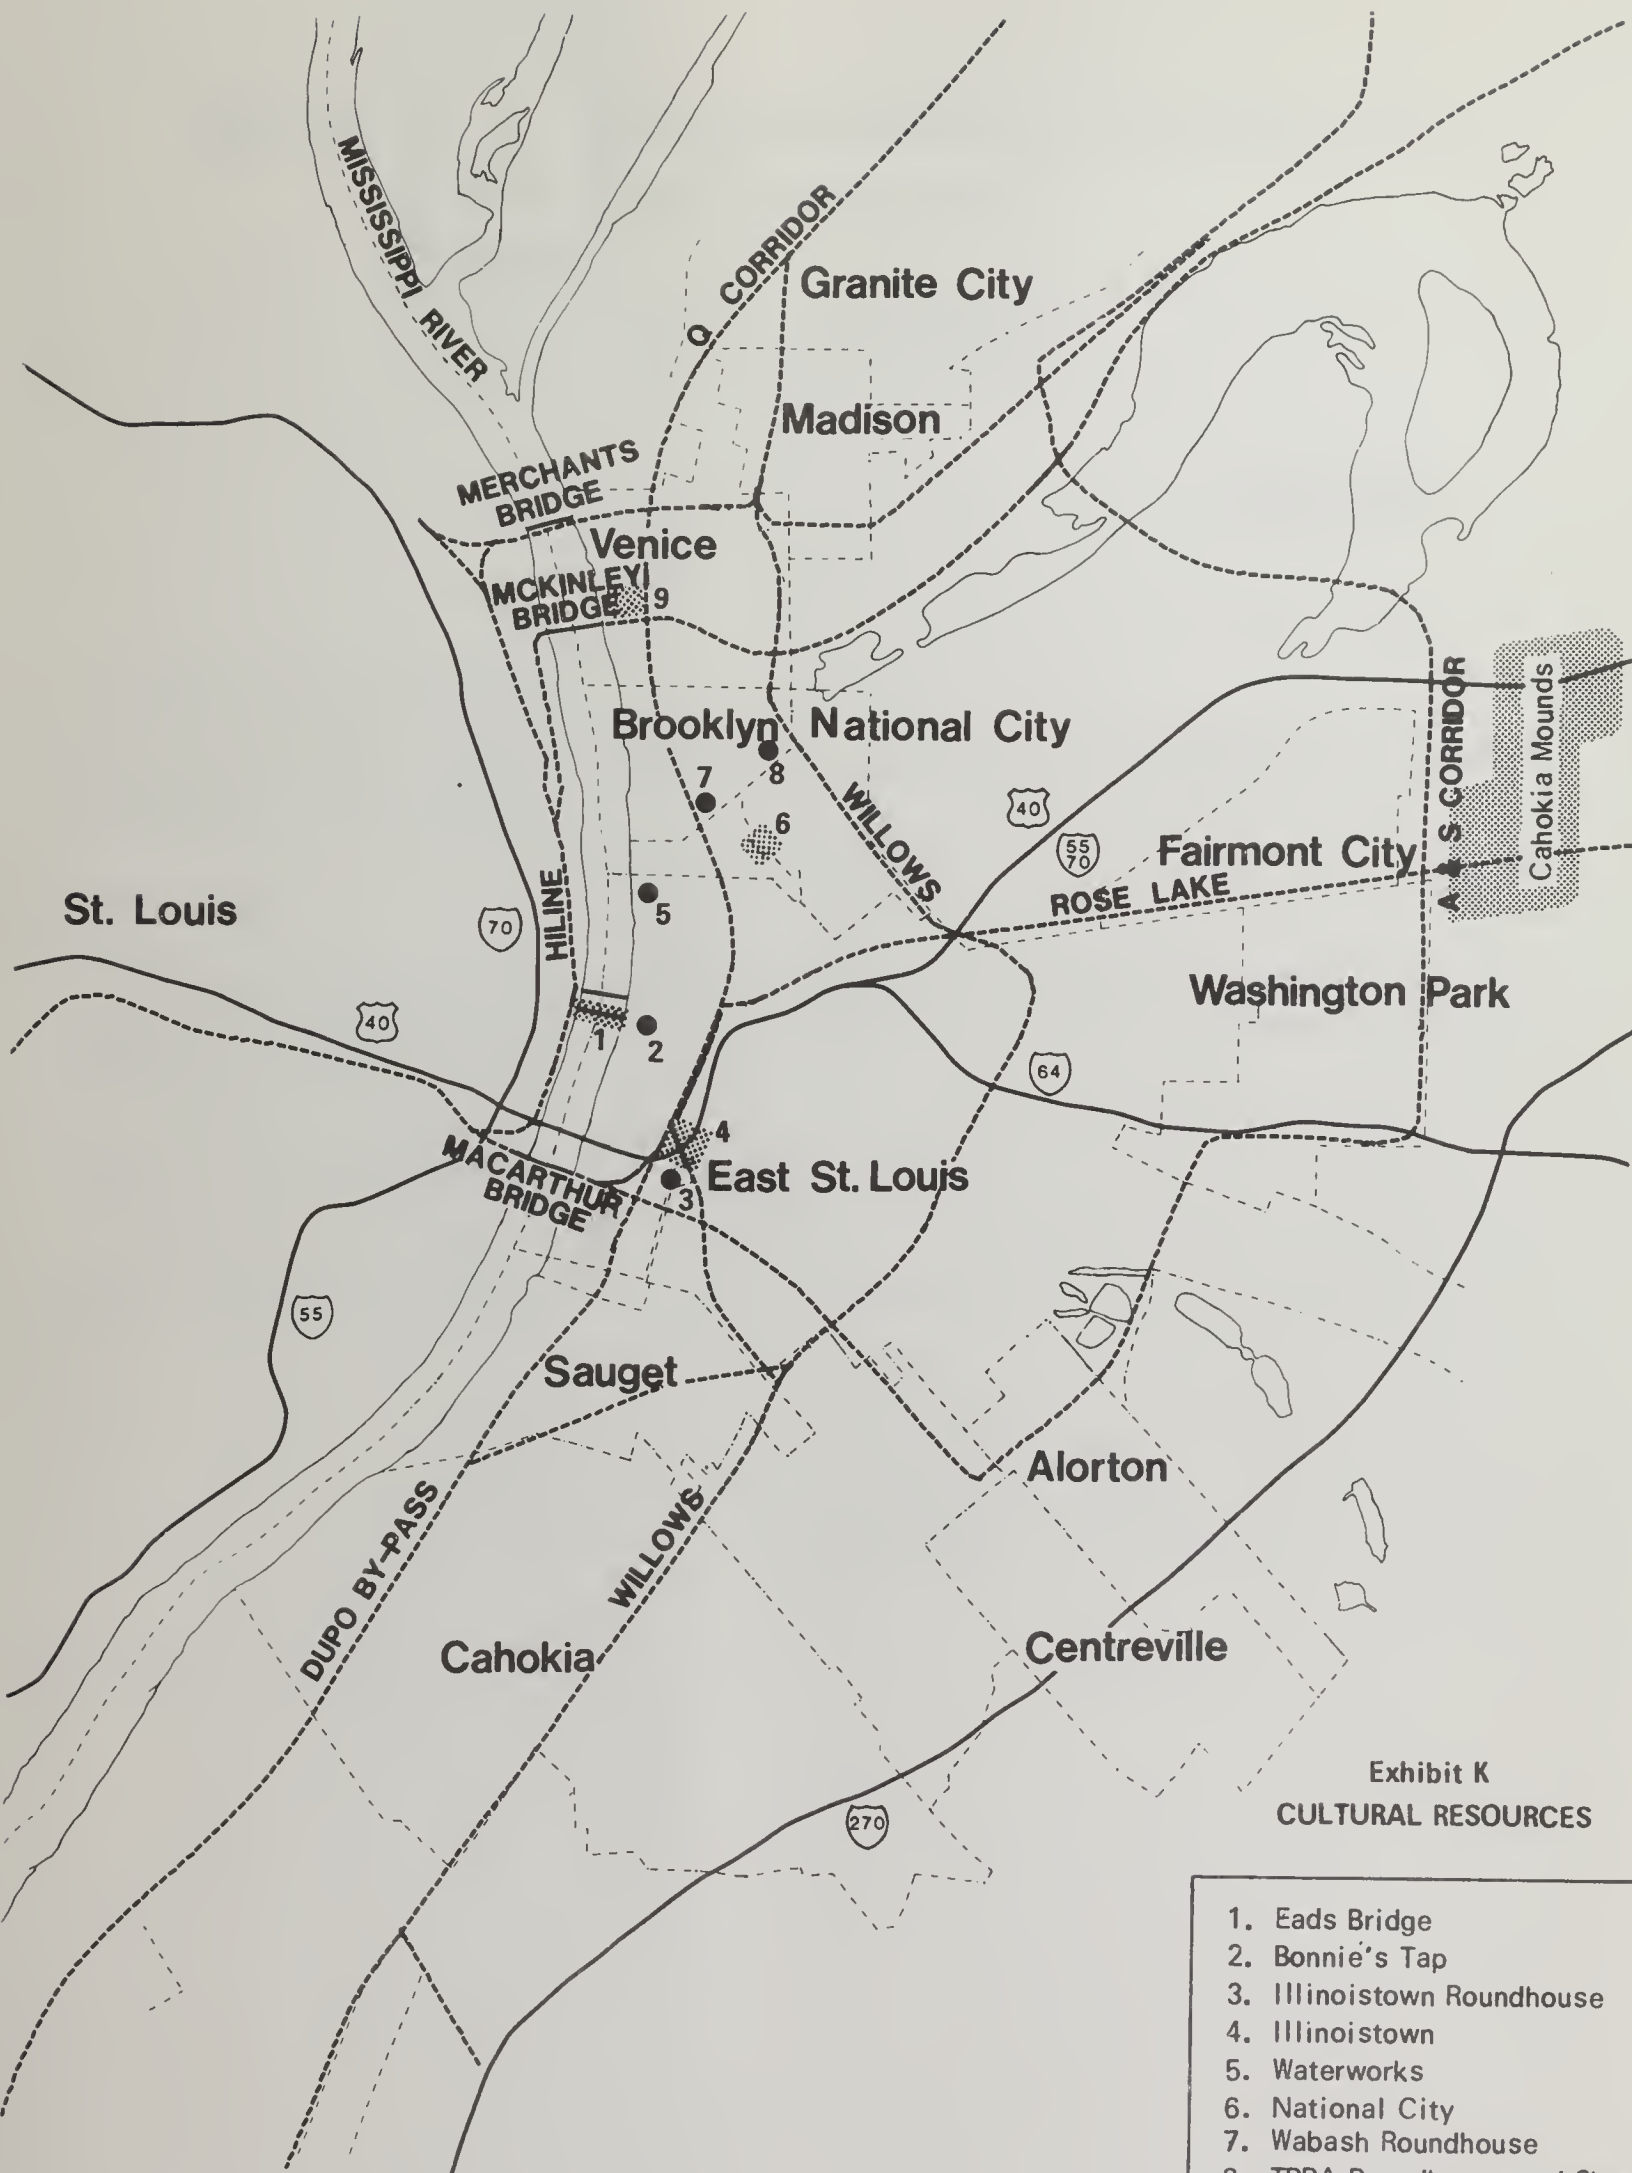 MISSISSIPPI RIVER
Q CORRIDOR
Granite City
Madison
MERCHANTS
BRIDGE
Venice
MCKINLEY
BRIDGE
9
Brooklyn
National City
8
7
6
WILLOWS
40
55
70
Fairmont City
ROSE LAKE
A & S CORRIDOR
Cahokia Mounds
St. Louis
70
HILINE
5
Washington Park
40
1
2
64
4
MACARTHUR
BRIDGE
3
East St. Louis
55
Sauget
Alorton
DUPO BY-PASS
WILLOWS
Cahokia
Centreville
270
Exhibit K
CULTURAL RESOURCES
1. Eads Bridge
2. Bonnie's Tap
3. Illinoistown Roundhouse
4. Illinoistown
5. Waterworks
6. National City
7. Wabash Roundhouse